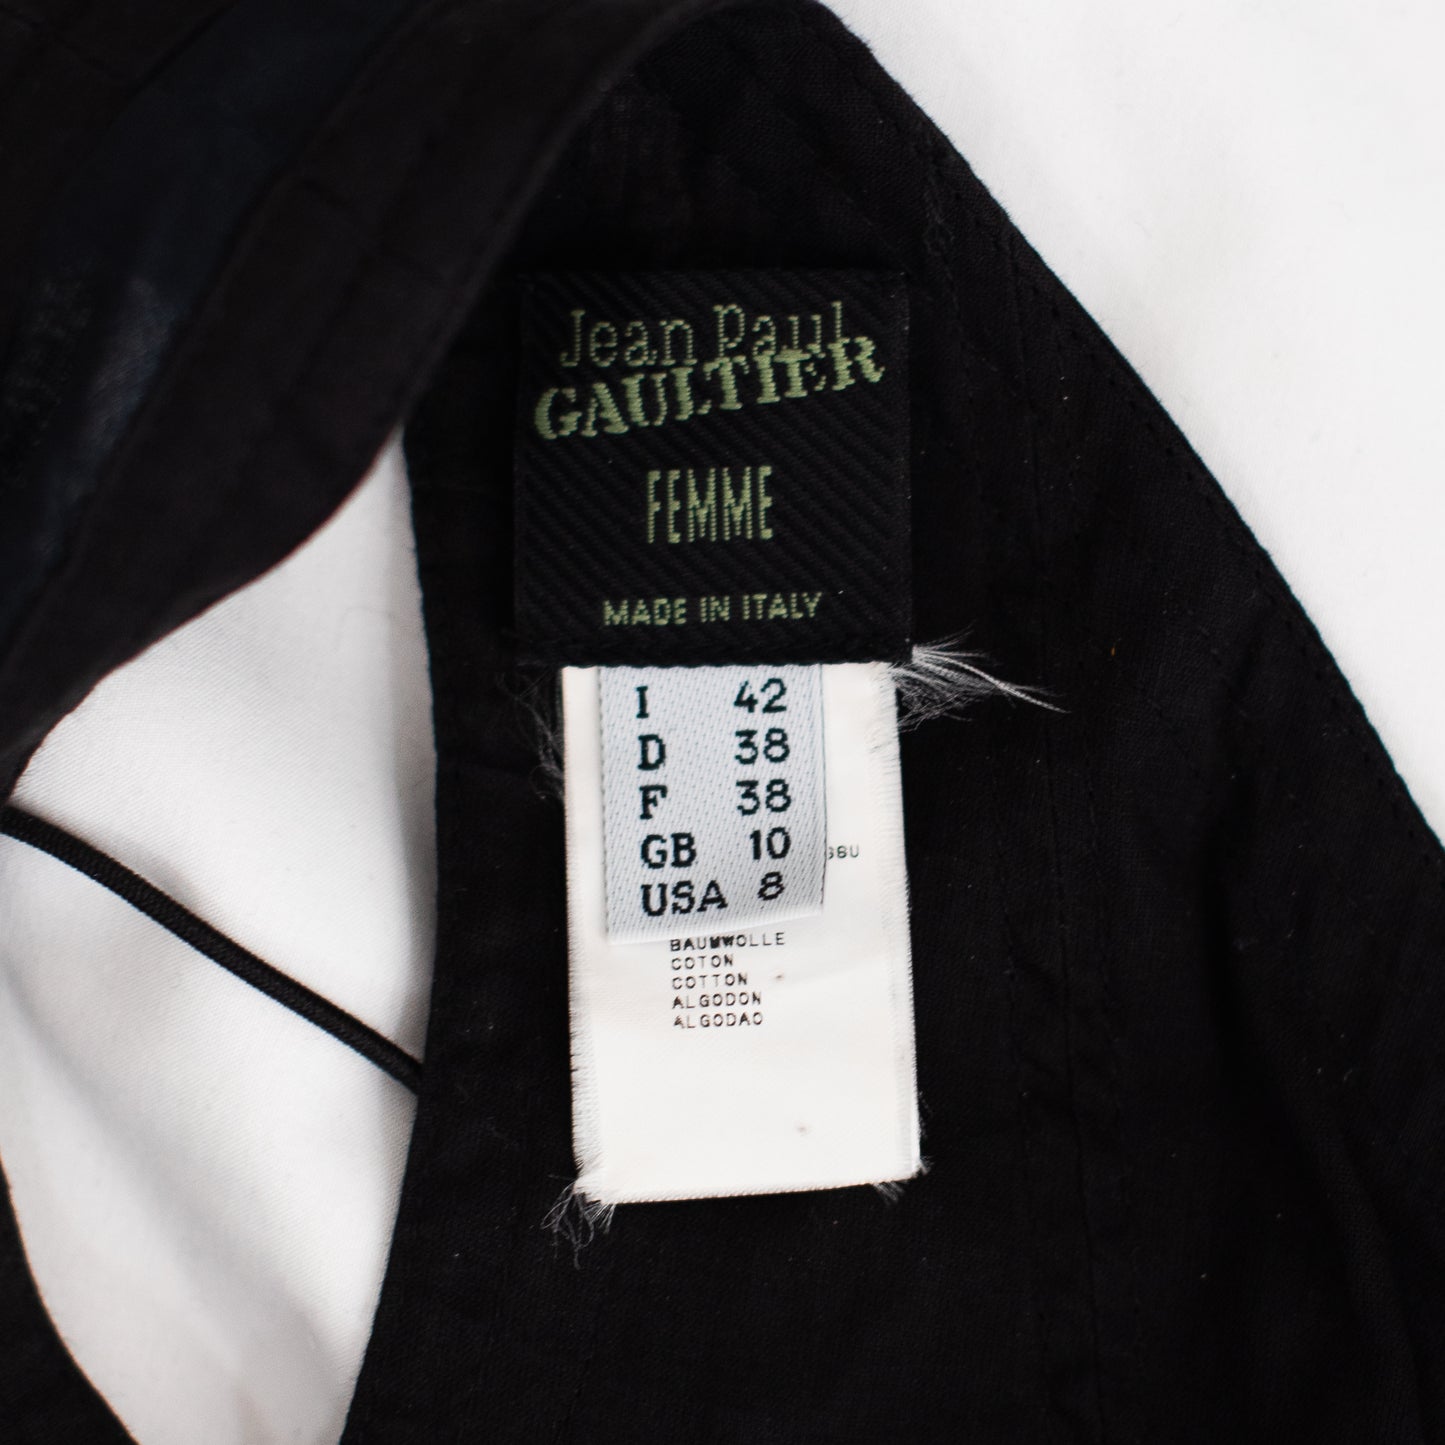 Jean Paul
GAULTIER
FEMME
MADE IN ITALY
I 42
D 38
F 38
GB 10
USA 8
BAUMWOLLE
COTON
COTTON
ALGODON
ALGODAO